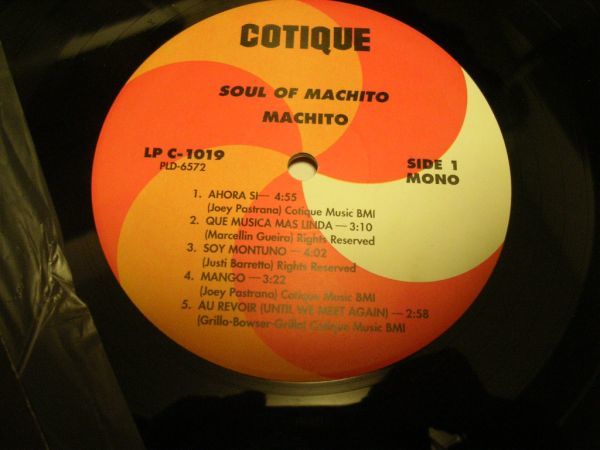 COTIQUE
SOUL OF MACHITO
MACHITO
LP C-1019
PLD-6572
SIDE 1
MONO
1. AHORA SI— 4:55
(Joey Pastrana) Cotique Music BMI
2. QUE MUSICA MAS LINDA — 3:10
(Marcellin Gueira) Rights Reserved
3. SOY MONTUNO — 4:02
(Justi Barretto) Rights Reserved
4. MANGO — 3:22
(Joey Pastrana) Cotique Music BMI
5. AU REVOIR (UNTIL WE MEET AGAIN) — 2:58
(Grillo-Bowser-Grillo) Cotique Music BMI